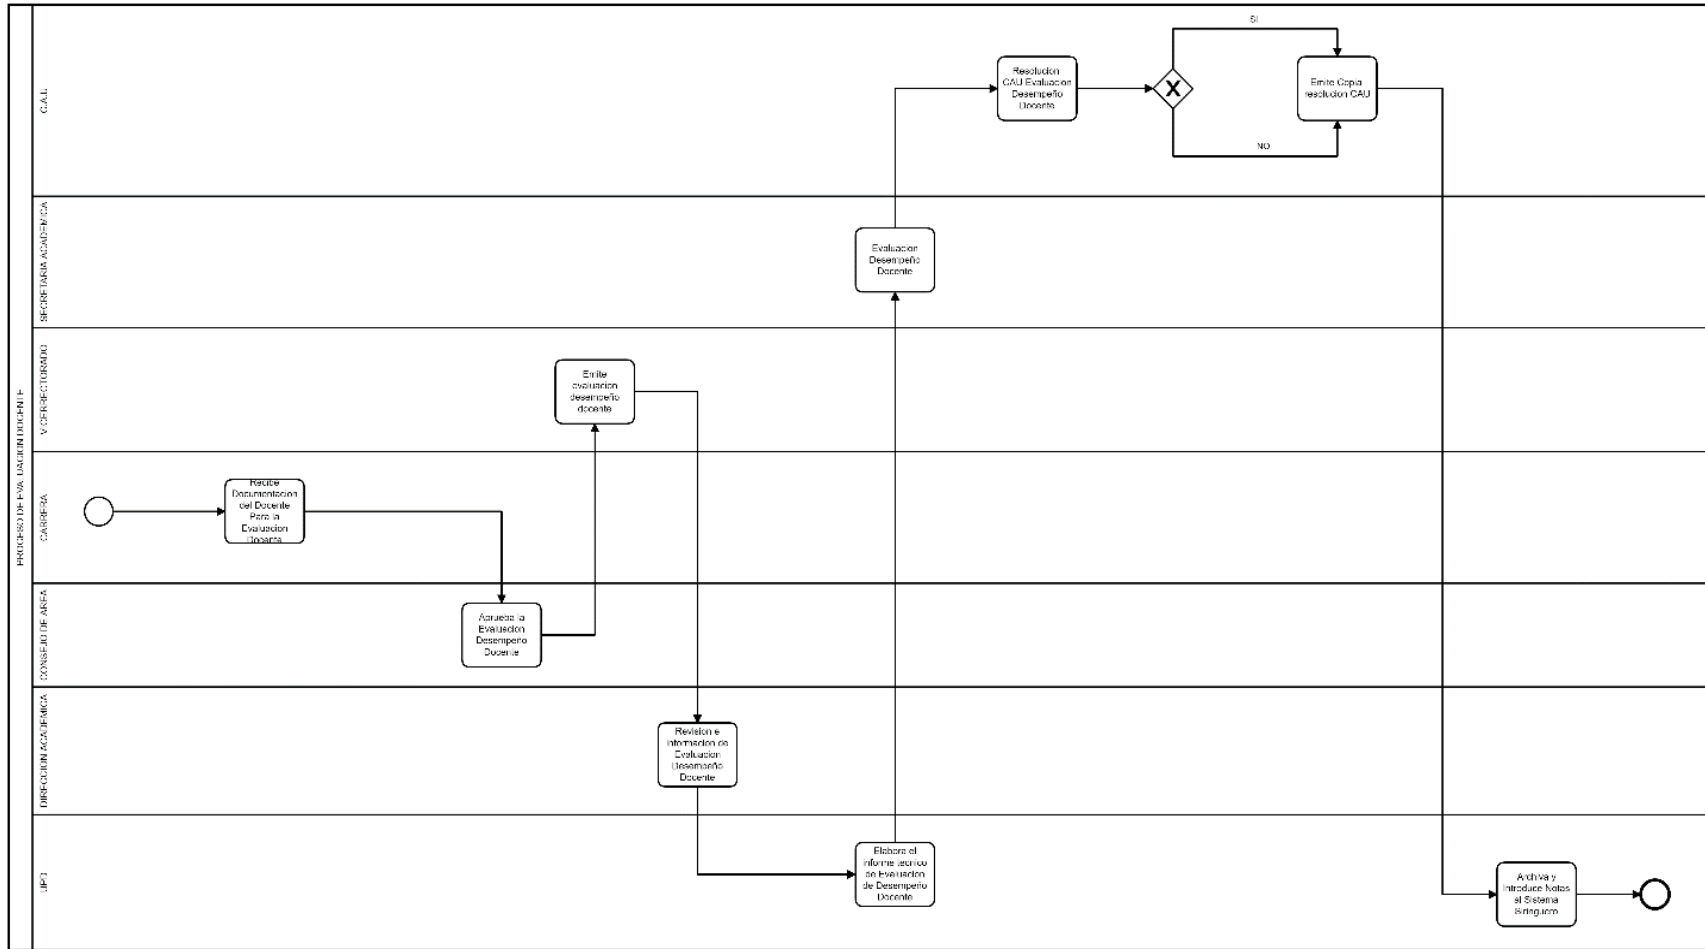 PROCESO DE EVALUACION DOCENTE
C.A.U.
SI
Resolucion
CAU Evaluacion
Desempeño
Docente
X
Emite Copia
resolucion CAU
NO
SECRETARIA ACADEMICA
Evaluacion
Desempeño
Docente
VICERRECTORADO
Emite
evaluacion
desempeño
docente
CARRERA
Recibe
Documentacion
del Docente
Para la
Evaluacion
Docente
CONSEJO DE AREA
Aprueba la
Evaluacion
Desempeño
Docente
DIRECCION ACADEMICA
Revision e
informacion de
Evaluacion
Desempeño
Docente
Elabora el
informe tecnico
de Evaluacion
de Desempeño
Docente
Archiva y
Introduce Notas
al Sistema
Siringuero